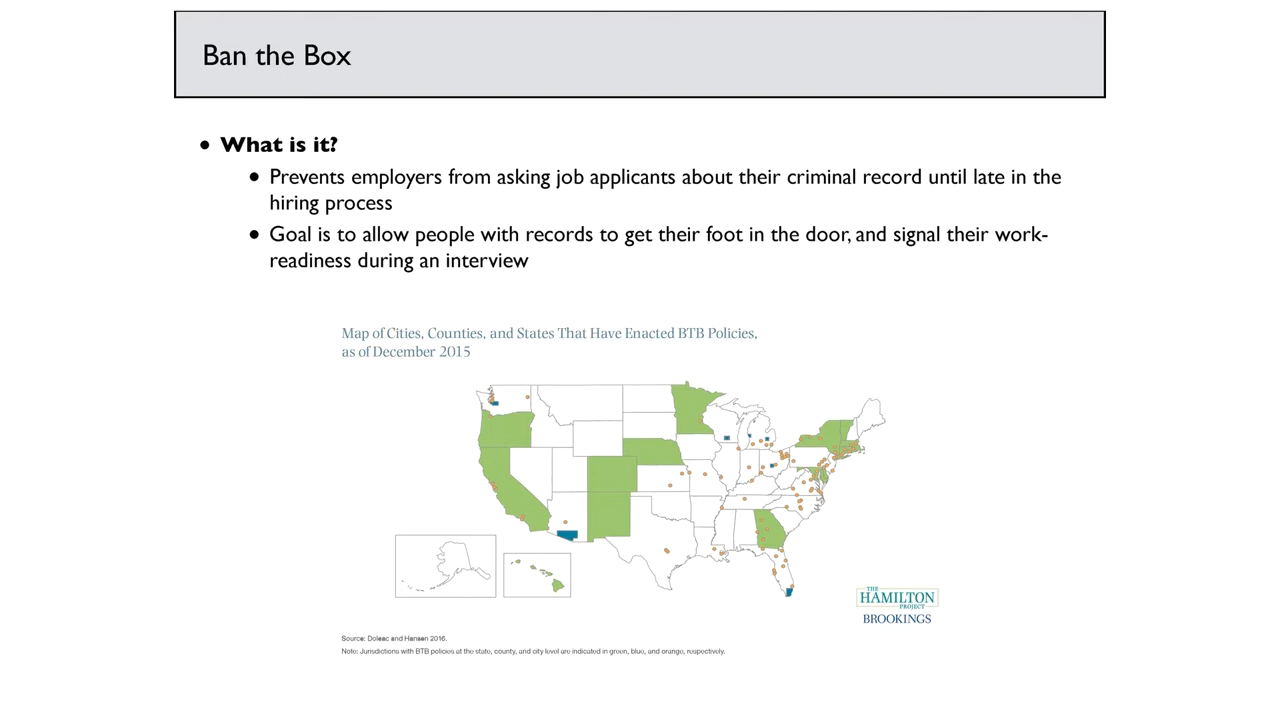 Ban the Box
• What is it?
• Prevents employers from asking job applicants about their criminal record until late in the
hiring process
• Goal is to allow people with records to get their foot in the door, and signal their work-
readiness during an interview
Map of Cities, Counties, and States That Have Enacted BTB Policies,
as of December 2015
THE
HAMILTON
PROJECT
BROOKINGS
Source: Doleac and Hansen 2016.
Note: Jurisdictions with BTB policies at the state, county, and city level are indicated in green, blue, and orange, respectively.